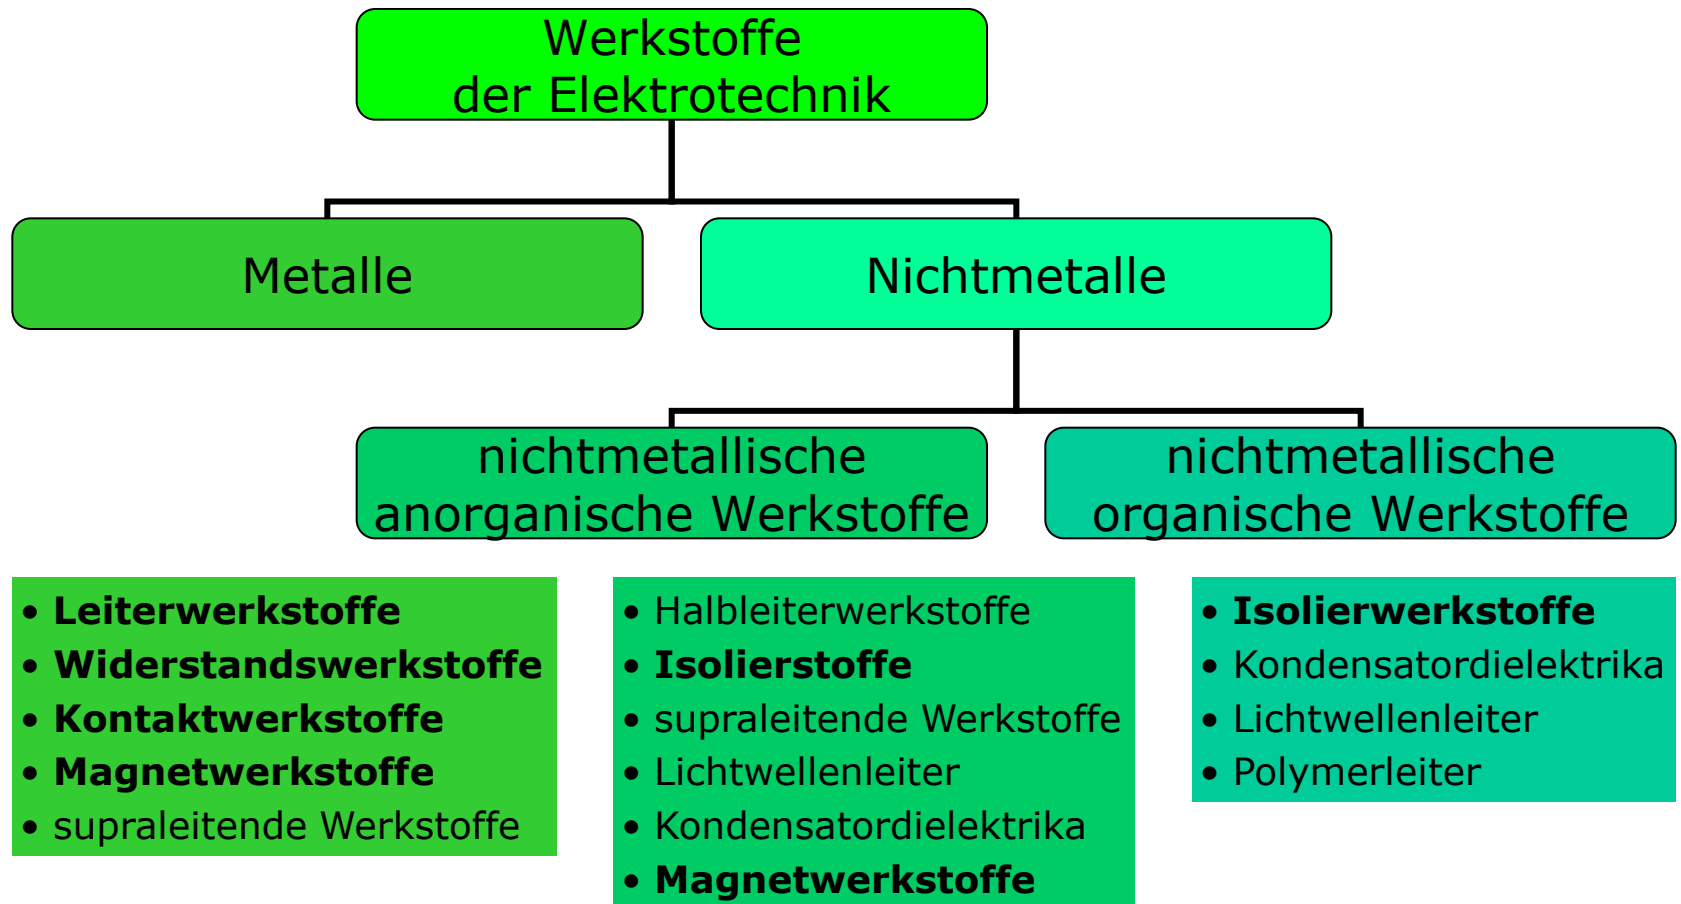 Werkstoffe
der Elektrotechnik
Metalle
Nichtmetalle
nichtmetallische
anorganische Werkstoffe
nichtmetallische
organische Werkstoffe
• Leiterwerkstoffe
• Widerstandswerkstoffe
• Kontaktwerkstoffe
• Magnetwerkstoffe
• supraleitende Werkstoffe
• Halbleiterwerkstoffe
• Isolierstoffe
• supraleitende Werkstoffe
• Lichtwellenleiter
• Kondensatordielektrika
• Magnetwerkstoffe
• Isolierwerkstoffe
• Kondensatordielektrika
• Lichtwellenleiter
• Polymerleiter